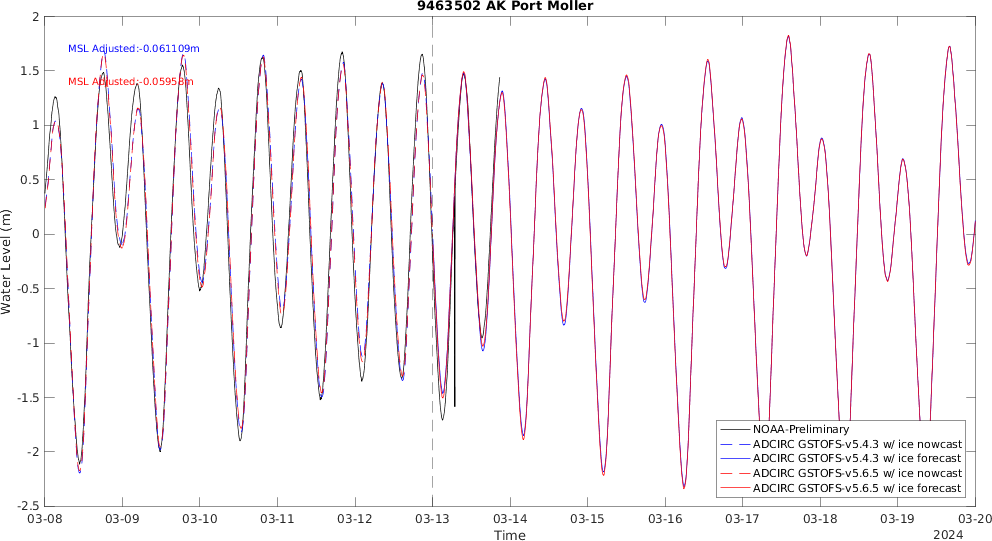 9463502 AK Port Moller
MSL Adjusted:-0.061109m
MSL Adjusted:
Water Level (m)
2
1.5
1
0.5
0
-0.5
-1
-1.5
-2
-2.5
NOAA-Preliminary
ADCIRC GSTOFS-v5.4.3 w/ ice nowcast
ADCIRC GSTOFS-v5.4.3 w/ ice forecast
ADCIRC GSTOFS-v5.6.5 w/ ice nowcast
ADCIRC GSTOFS-v5.6.5 w/ ice forecast
03-08 03-09 03-10 03-11 03-12 03-13 03-14 03-15 03-16 03-17 03-18 03-19 03-20
Time
2024